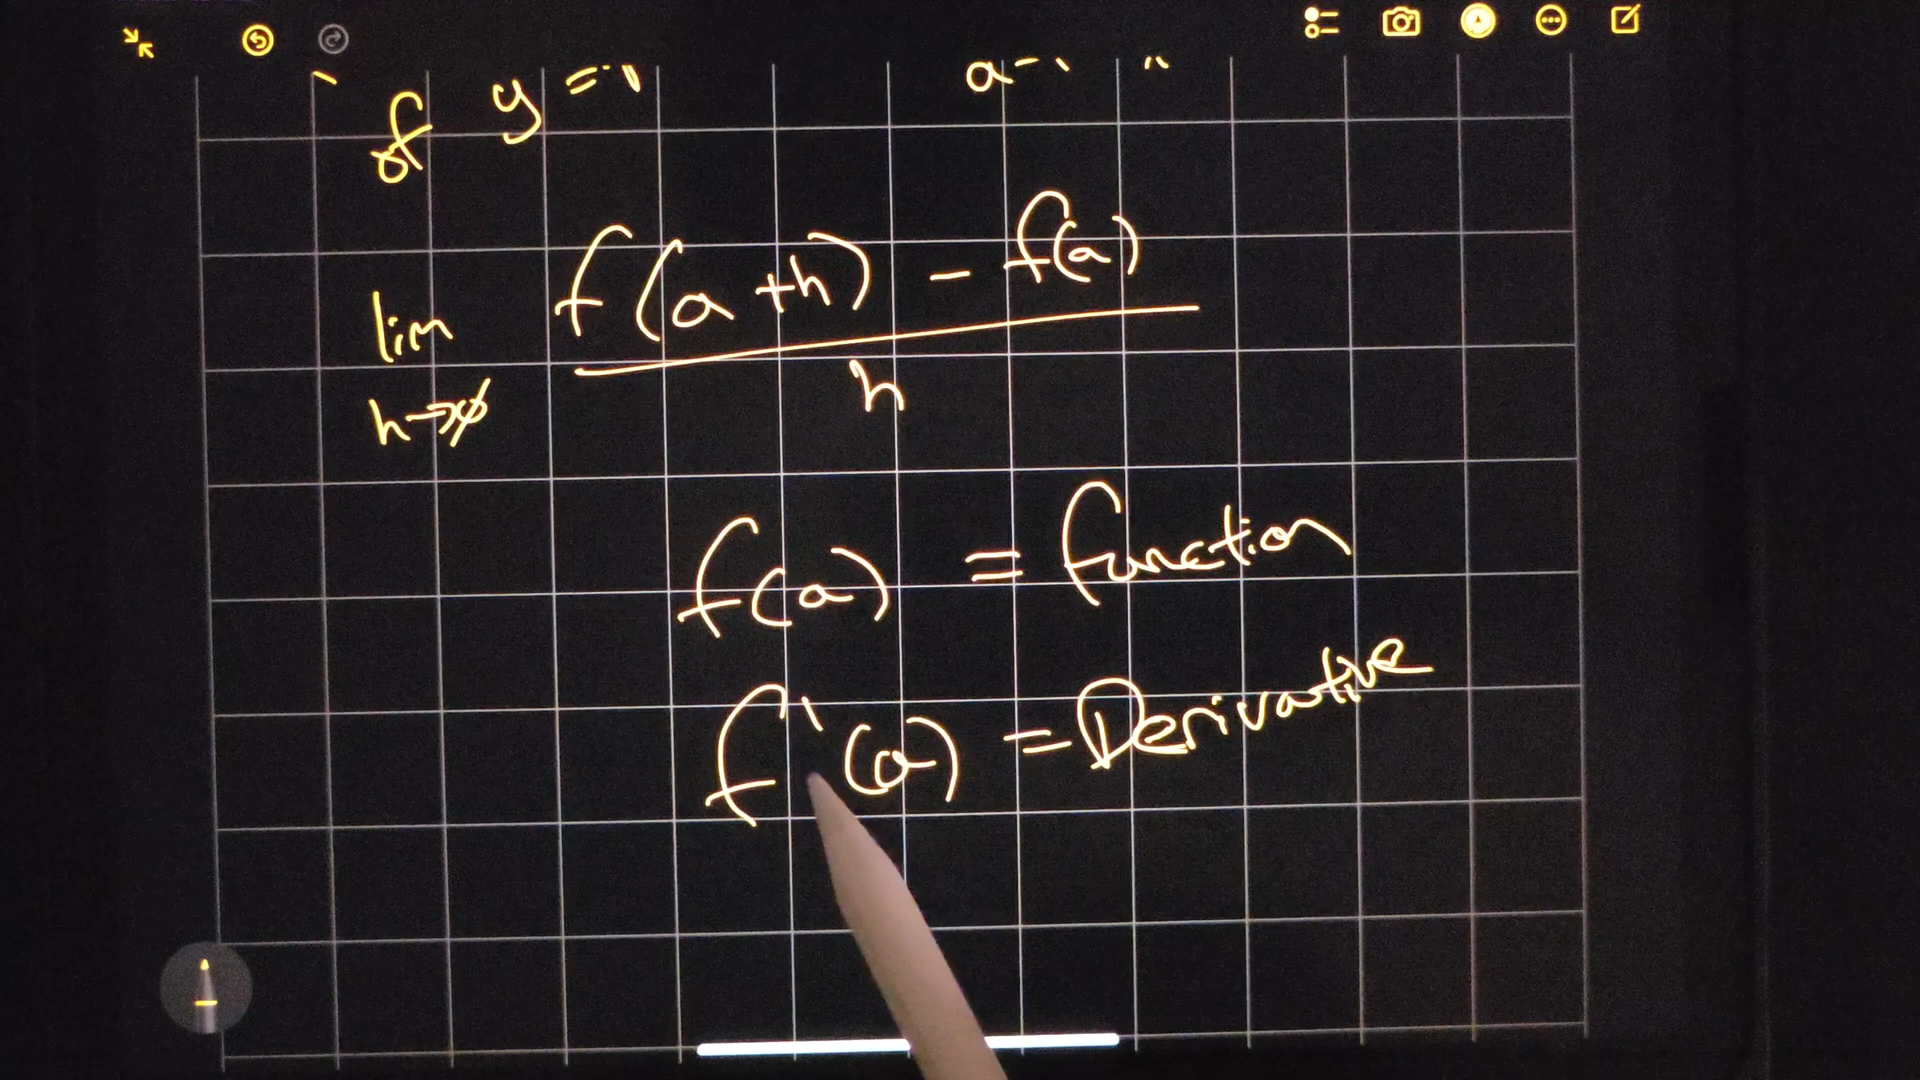 of y =
lim h→0 f(a+h) - f(a)
h
f(a) = function
f'(a) = Derivative